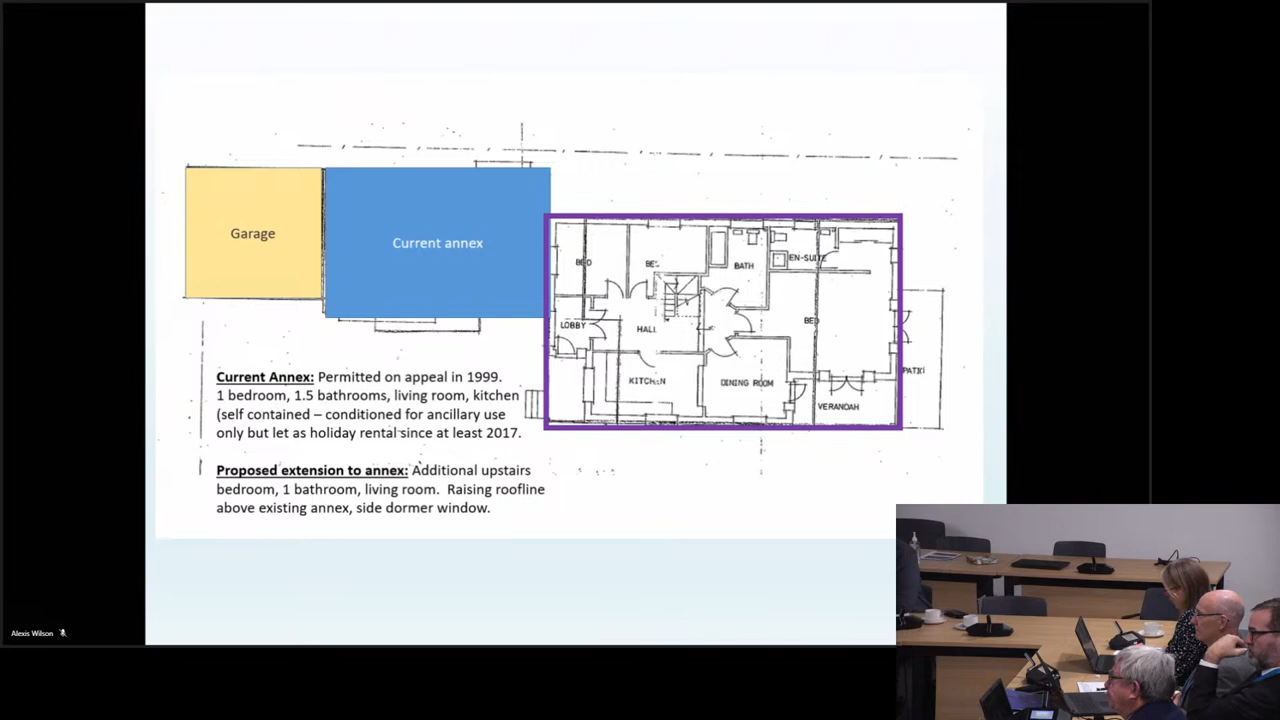 Garage
Current annex
BED
BATH
EN-SUITE
LOBBY
HALL
BED
KITCHEN
DINING ROOM
VERANDAH
Current Annex: Permitted on appeal in 1999.
1 bedroom, 1.5 bathrooms, living room, kitchen
(self contained – conditioned for ancillary use
only but let as holiday rental since at least 2017.
Proposed extension to annex: Additional upstairs
bedroom, 1 bathroom, living room. Raising roofline
above existing annex, side dormer window.
Alexis Wilson